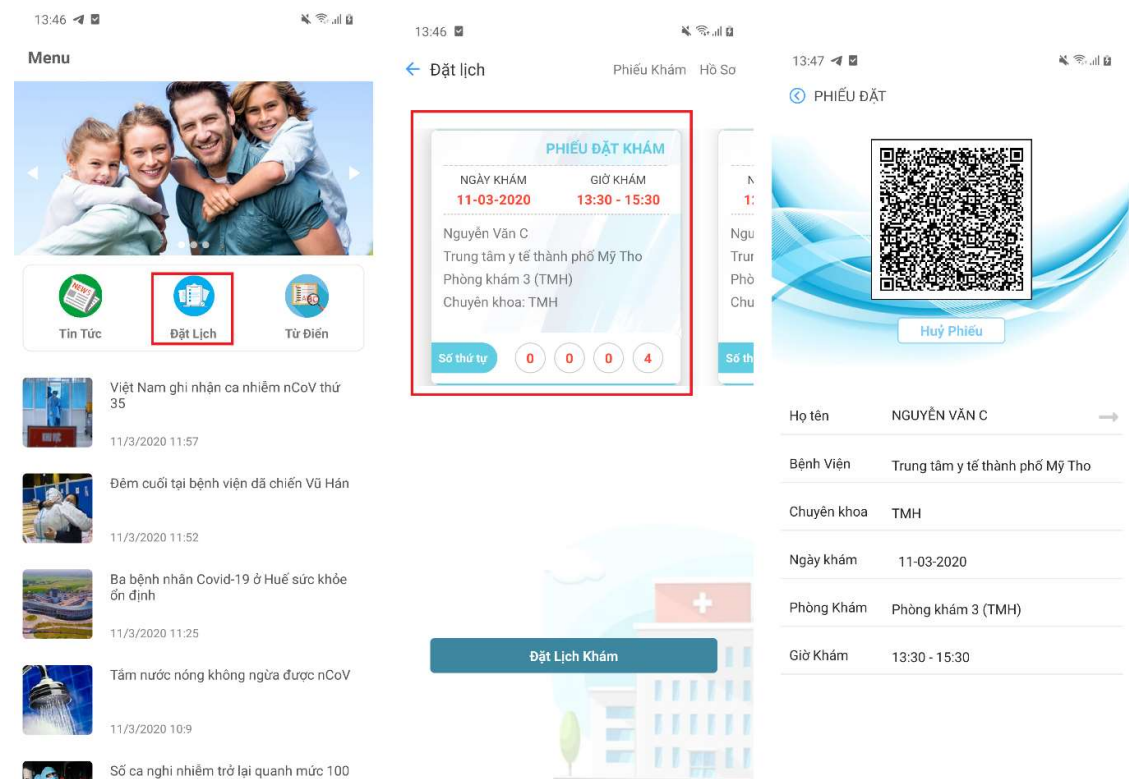 13:46
Menu
NEWS
Tin Tức
Đặt Lịch
Từ Điển
Việt Nam ghi nhận ca nhiễm nCoV thứ
35
11/3/2020 11:57
Đêm cuối tại bệnh viện dã chiến Vũ Hán
11/3/2020 11:52
Ba bệnh nhân Covid-19 ở Huế sức khỏe
ổn định
11/3/2020 11:25
Tắm nước nóng không ngừa được nCoV
11/3/2020 10:9
Số ca nghi nhiễm trở lại quanh mức 100
13:46
Đặt lịch
Phiếu Khám Hồ Sơ
PHIẾU ĐẶT KHÁM
NGÀY KHÁM GIỜ KHÁM
11-03-2020 13:30 - 15:30
Nguyễn Văn C
Trung tâm y tế thành phố Mỹ Tho
Phòng khám 3 (TMH)
Chuyên khoa: TMH
Số thứ tự 0 0 0 4
Đặt Lịch Khám
13:47
PHIẾU ĐẶT
Huỷ Phiếu
Họ tên NGUYỄN VĂN C
Bệnh Viện Trung tâm y tế thành phố Mỹ Tho
Chuyên khoa TMH
Ngày khám 11-03-2020
Phòng Khám Phòng khám 3 (TMH)
Giờ Khám 13:30 - 15:30